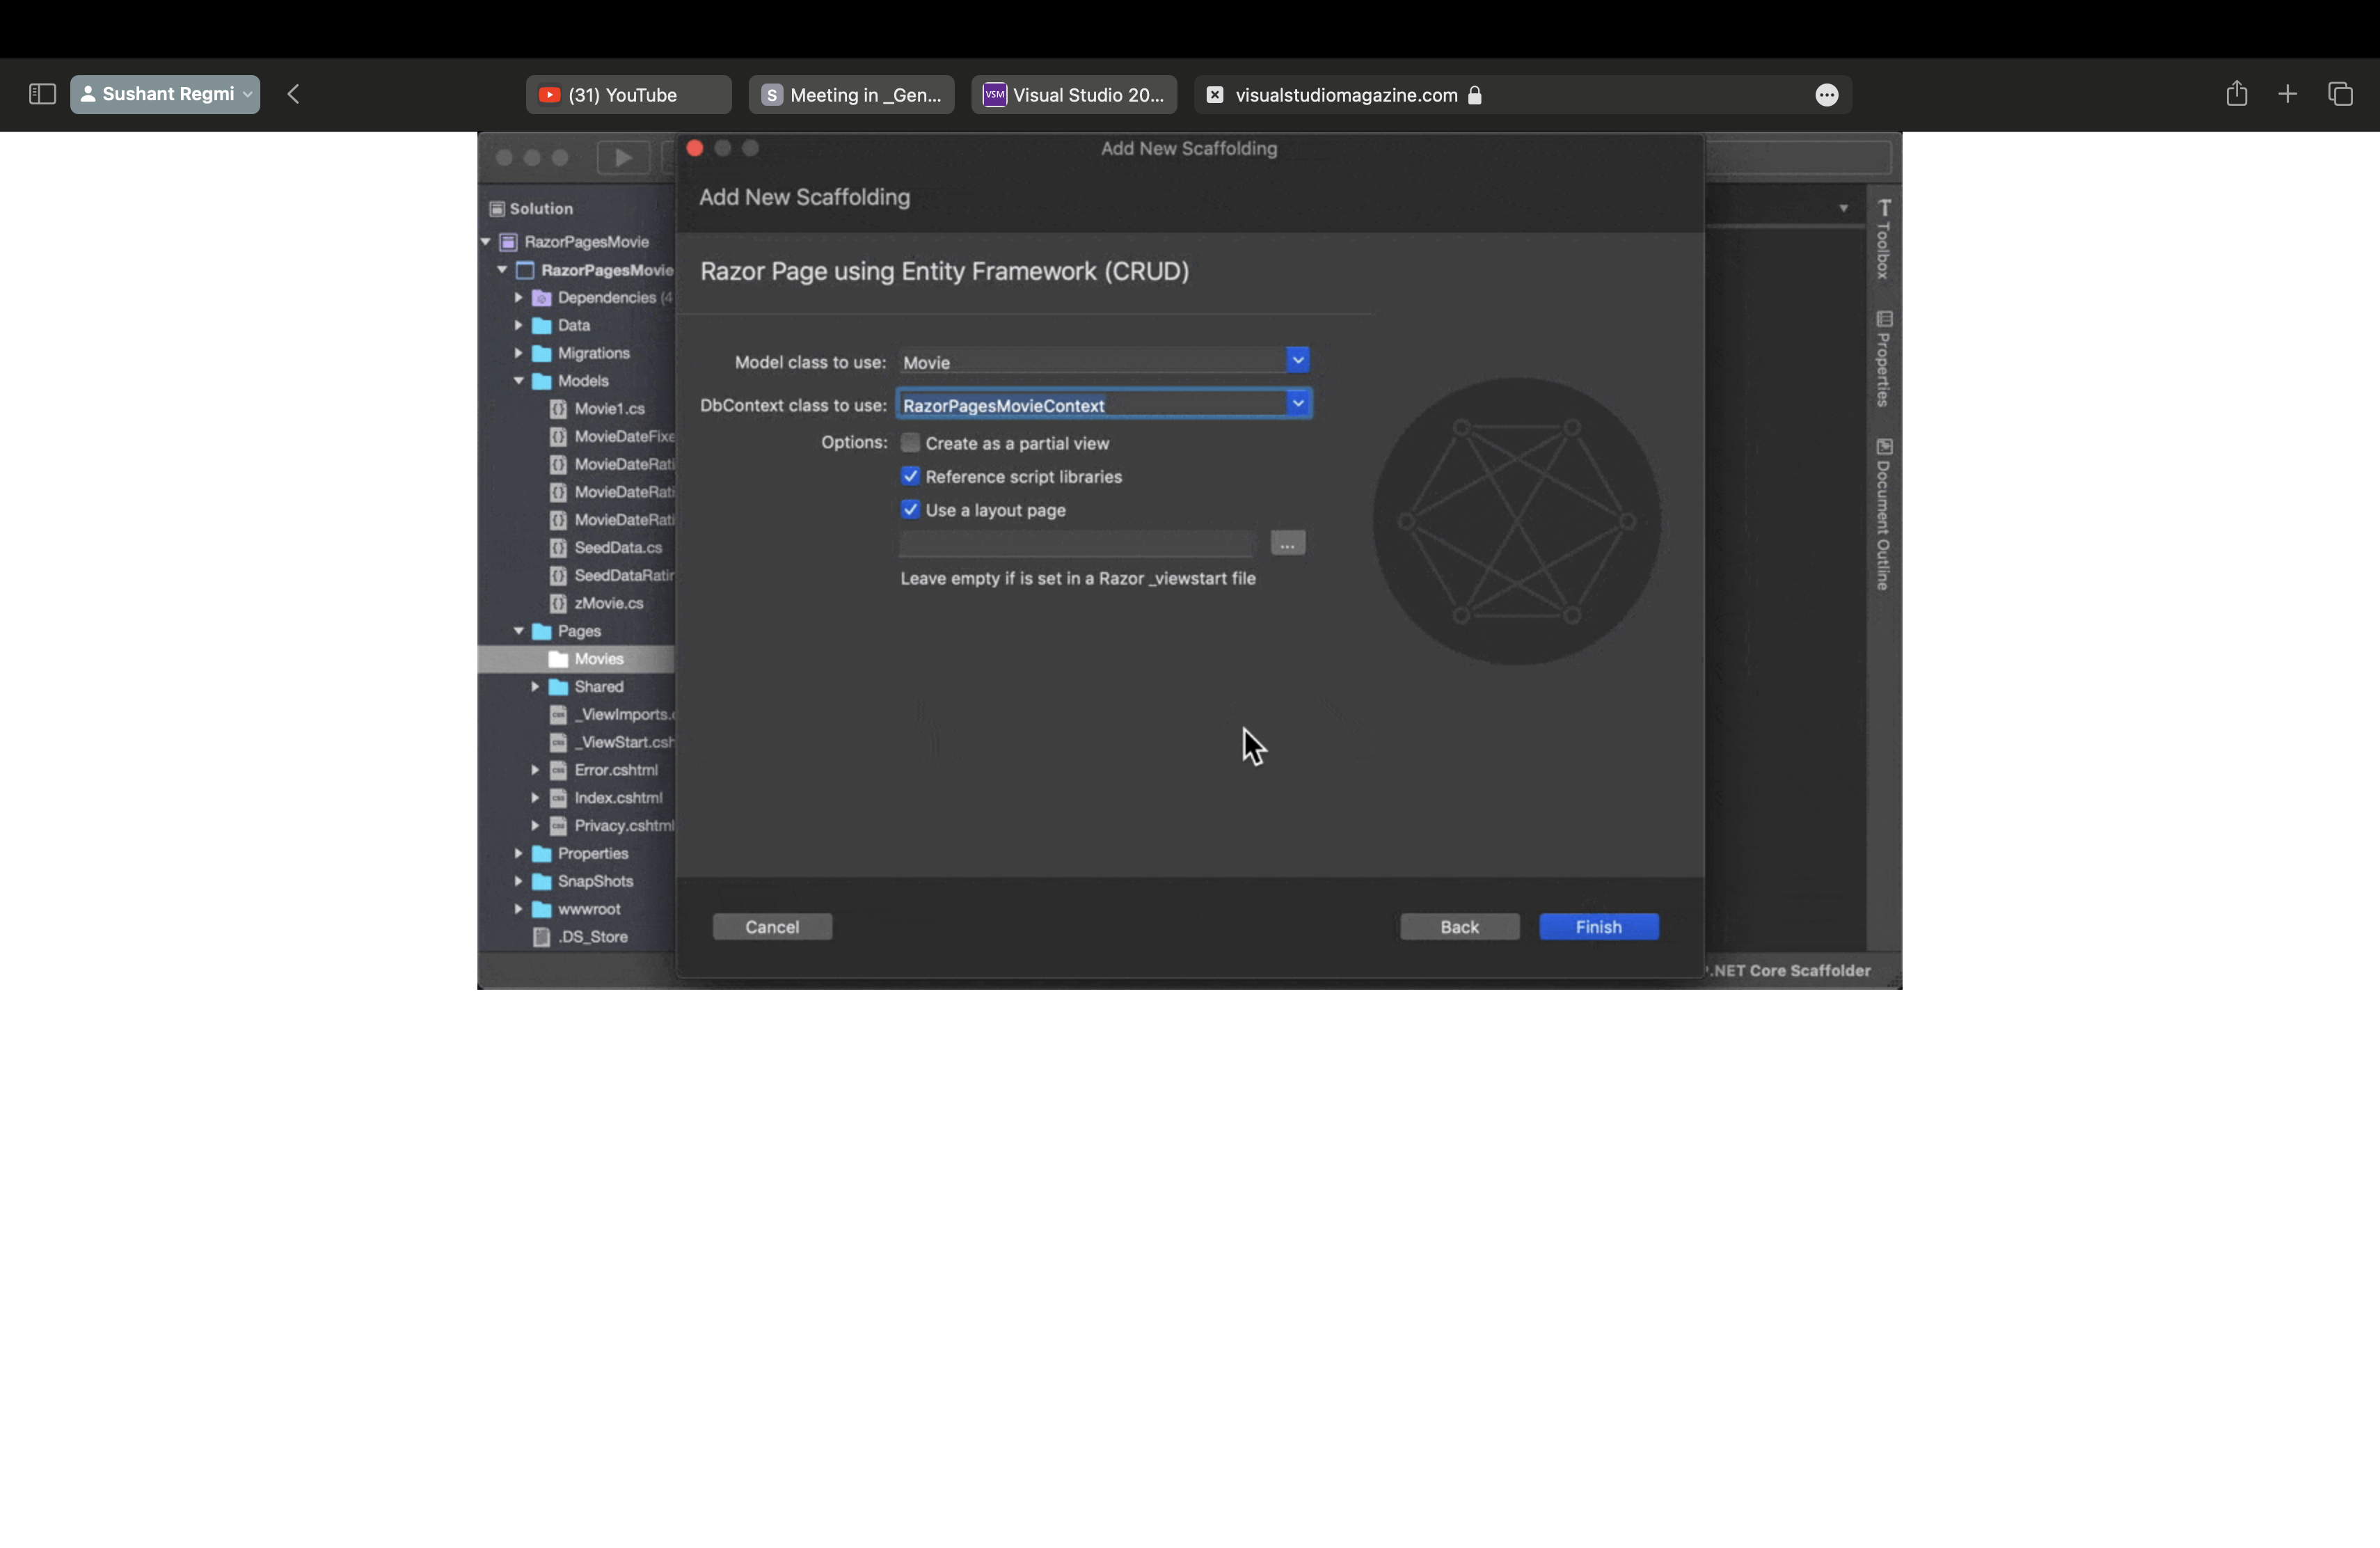 Sushant Regmi
(31) YouTube
S Meeting in _Gen...
VSM Visual Studio 20...
visualstudiomagazine.com
Add New Scaffolding
Add New Scaffolding
Solution
RazorPagesMovie
RazorPagesMovie
Dependencies (4
Data
Migrations
Models
Movie1.cs
MovieDateFixe
MovieDateRati
MovieDateRati
MovieDateRati
SeedData.cs
SeedDataRatin
zMovie.cs
Pages
Movies
Shared
_ViewImports.c
_ViewStart.csh
Error.cshtml
Index.cshtml
Privacy.cshtml
Properties
SnapShots
wwwroot
.DS_Store
Razor Page using Entity Framework (CRUD)
Model class to use: Movie
DbContext class to use: RazorPagesMovieContext
Options: Create as a partial view
Reference script libraries
Use a layout page
...
Leave empty if is set in a Razor _viewstart file
Cancel
Back
Finish
Toolbox
Properties
Document Outline
.NET Core Scaffolder